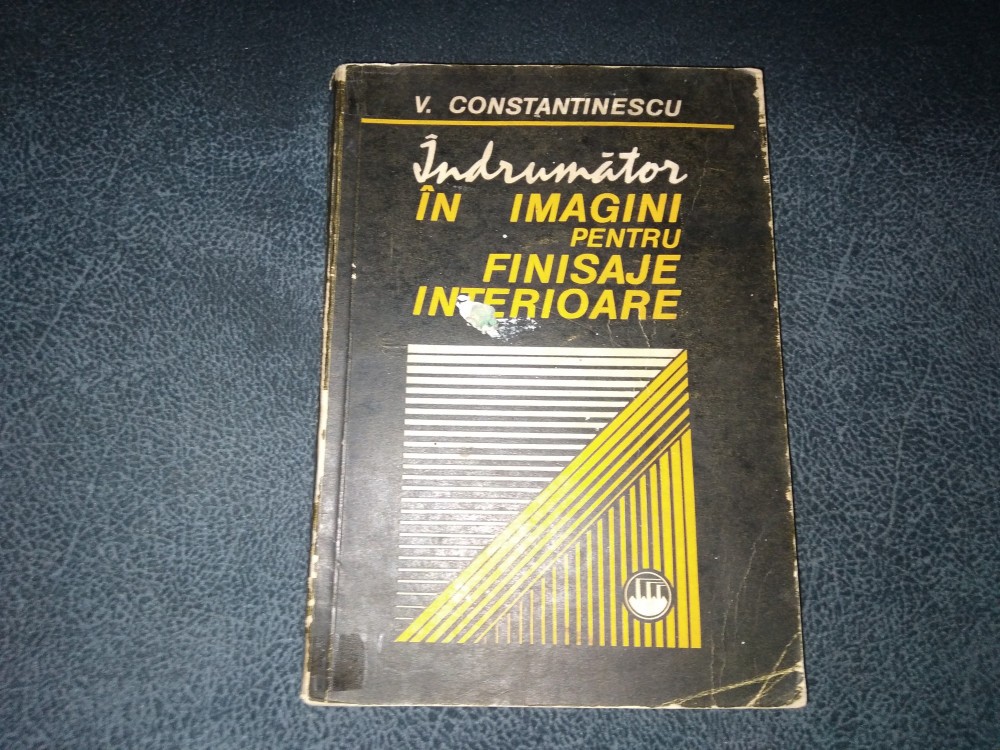 V. CONSTANTINESCU
Îndrumător
ÎN IMAGINI
PENTRU
FINISAJE
INTERIOARE